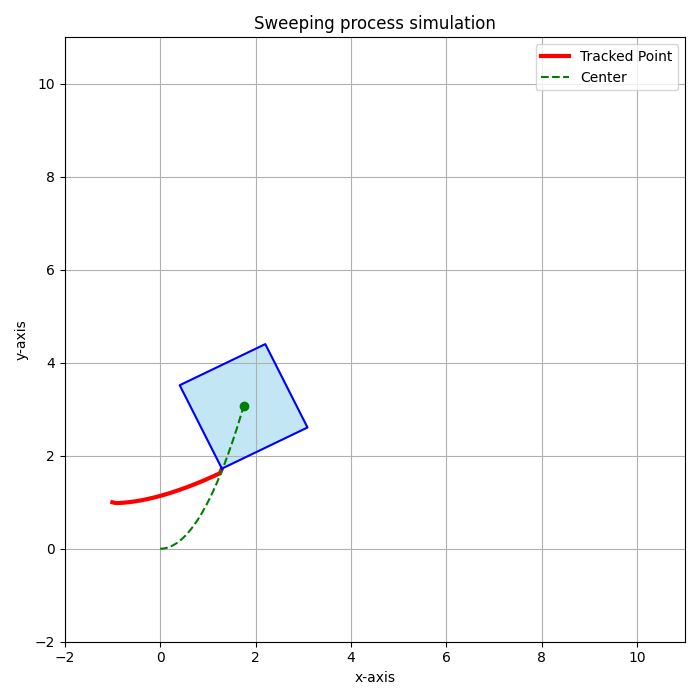 Sweeping process simulation
Tracked Point
Center
10
8
6
4
2
0
−2
y-axis
−2 0 2 4 6 8 10
x-axis